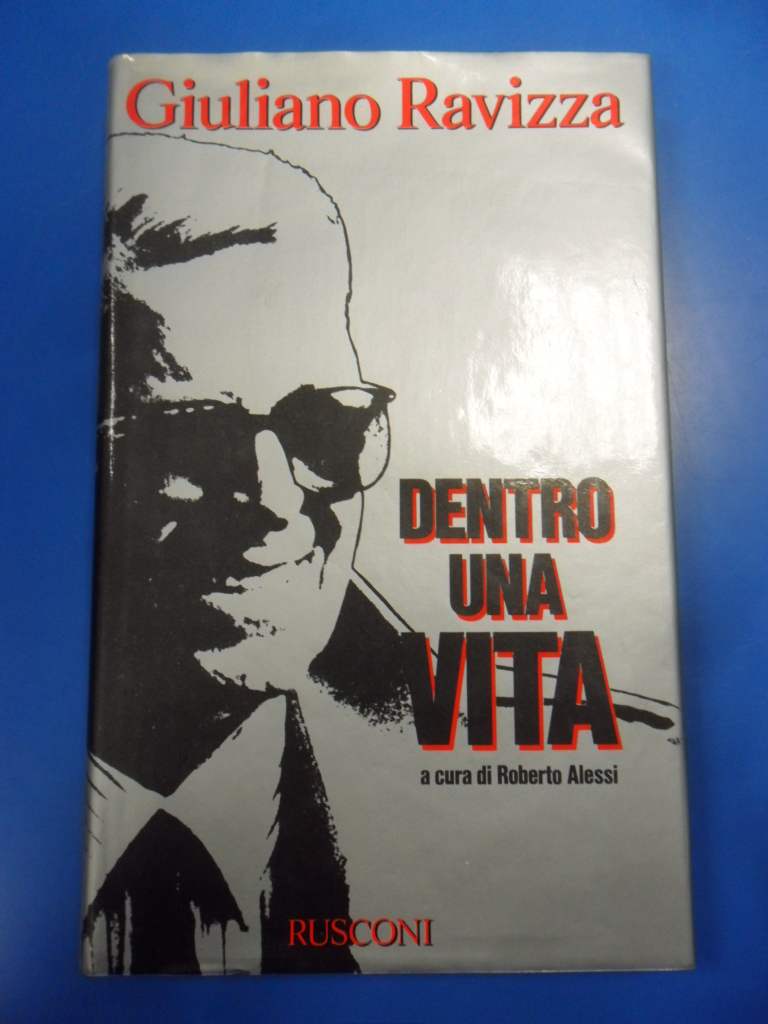 Giuliano Ravizza
DENTRO
UNA
VITA
a cura di Roberto Alessi
RUSCONI